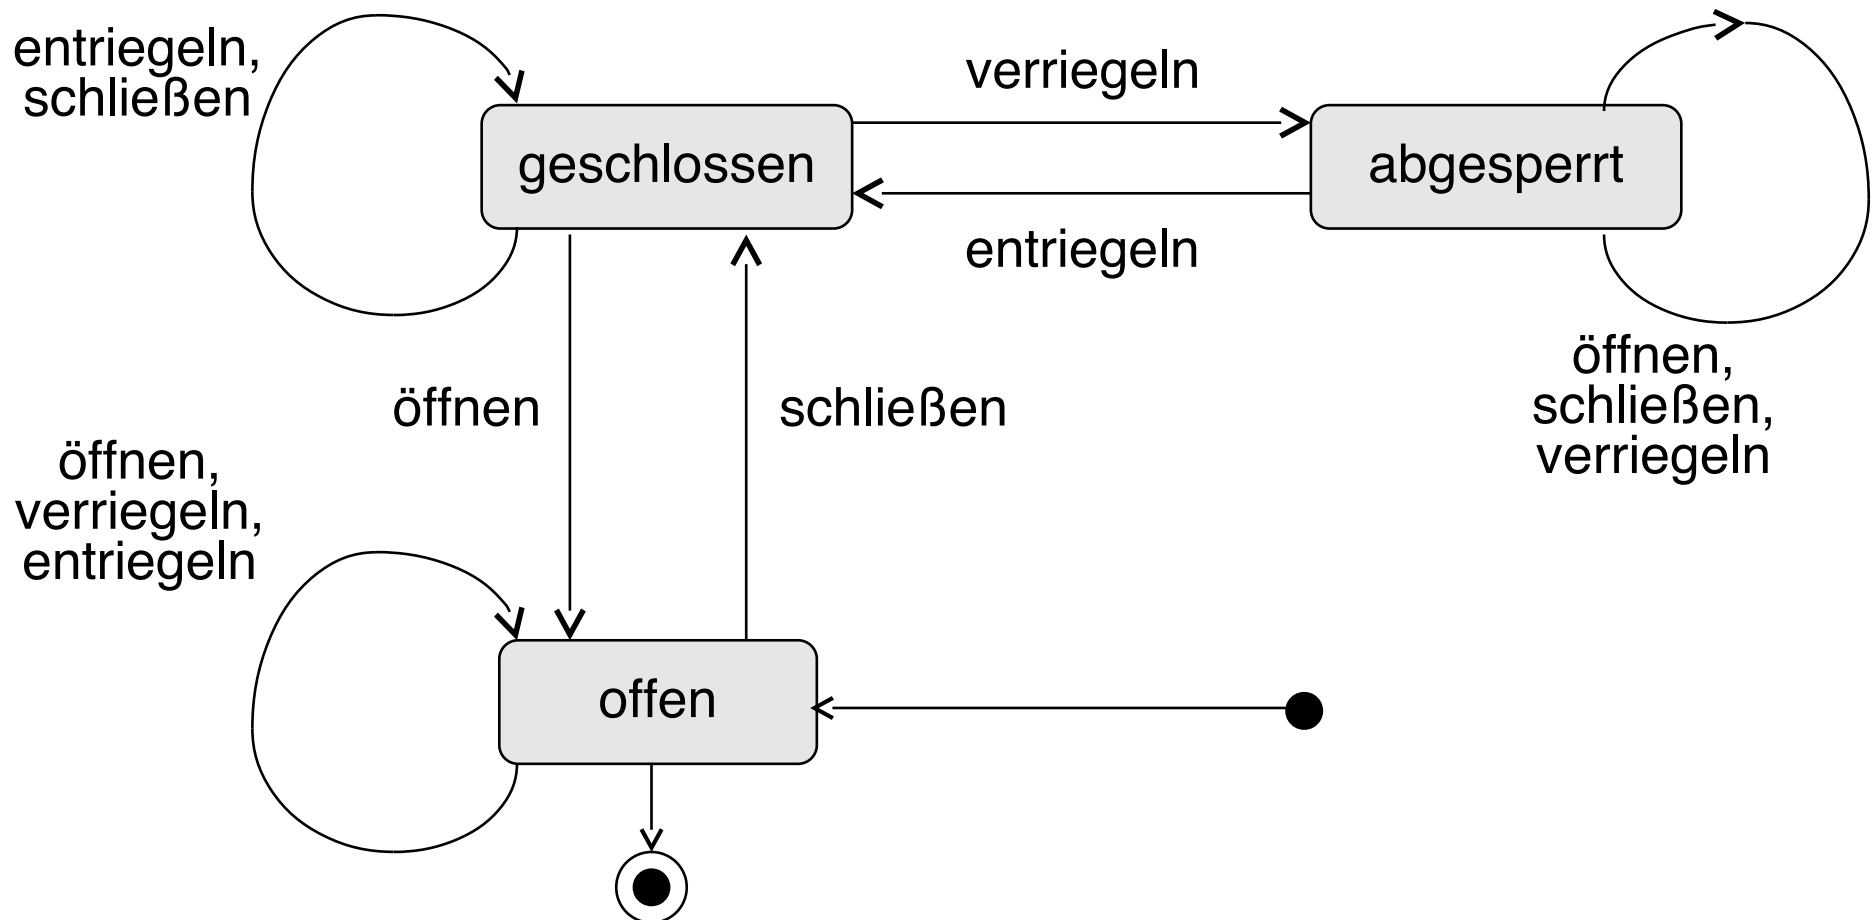 entriegeln,
schließen
verriegeln
geschlossen
abgesperrt
entriegeln
öffnen
schließen
öffnen,
schließen,
verriegeln
öffnen,
verriegeln,
entriegeln
offen